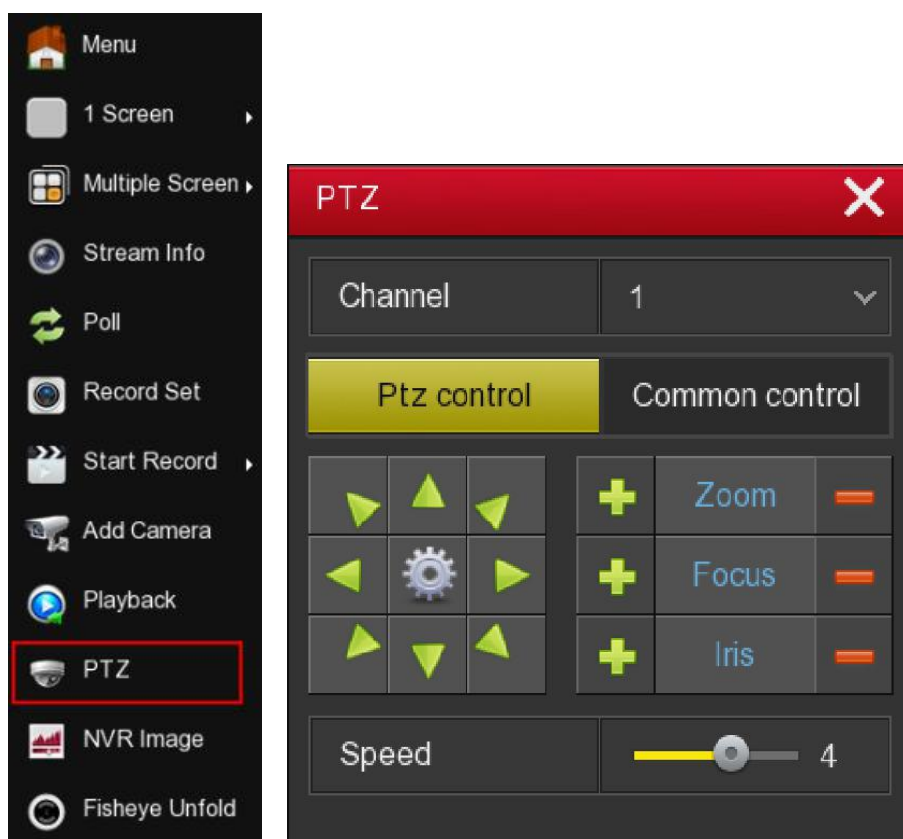 Menu
1 Screen
Multiple Screen
Stream Info
Poll
Record Set
Start Record
Add Camera
Playback
PTZ
NVR Image
Fisheye Unfold
PTZ
Channel 1
Ptz control Common control
Zoom
Focus
Iris
Speed 4